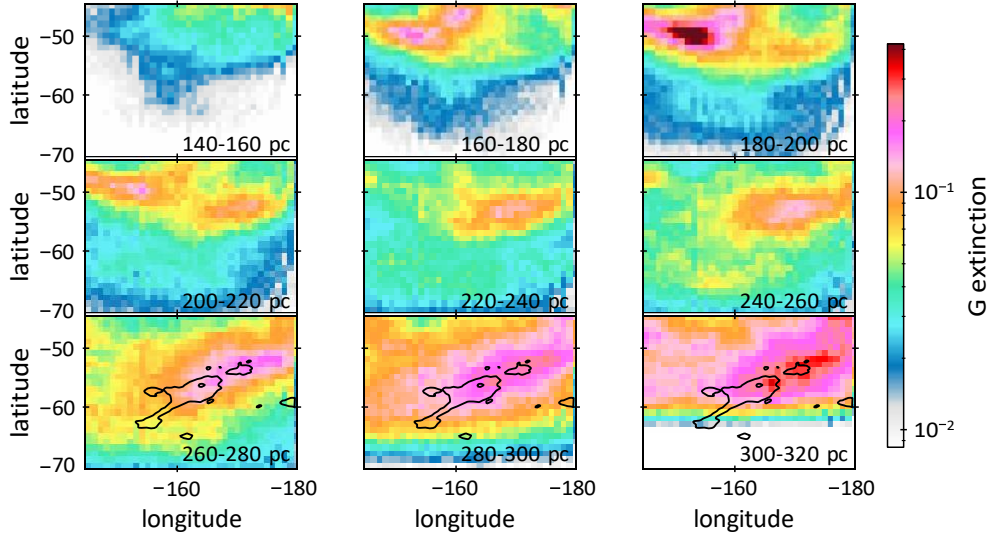 latitude
−50
−60
−70
140-160 pc
160-180 pc
180-200 pc
latitude
−50
−60
−70
200-220 pc
220-240 pc
240-260 pc
latitude
−50
−60
−70
260-280 pc
280-300 pc
300-320 pc
−160
−180
−160
−180
−160
−180
longitude
longitude
longitude
10⁻¹
10⁻²
G extinction